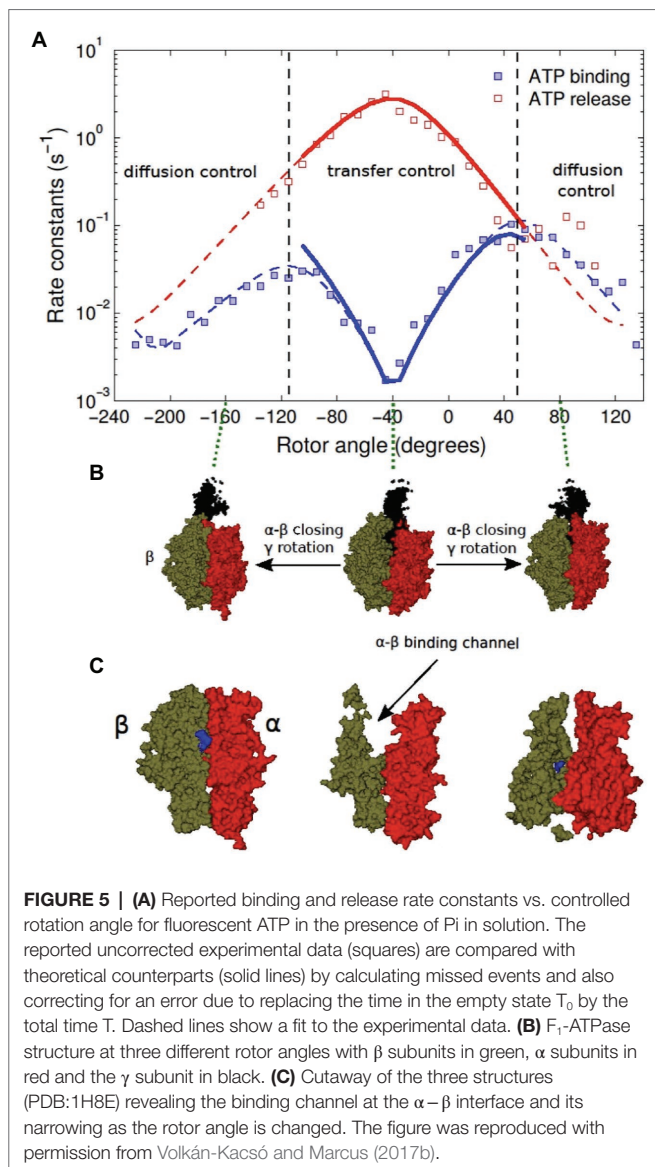 A
ATP binding
ATP release
diffusion control
transfer control
diffusion
control
Rate constants (s⁻¹)
10¹
10⁰
10⁻¹
10⁻²
10⁻³
−240 −200 −160 −120 −80 −40 0 40 80 120
Rotor angle (degrees)
B
β
α-β closing
γ rotation
α-β closing
γ rotation
α-β binding channel
C
β
α
FIGURE 5 | (A) Reported binding and release rate constants vs. controlled
rotation angle for fluorescent ATP in the presence of Pi in solution. The
reported uncorrected experimental data (squares) are compared with
theoretical counterparts (solid lines) by calculating missed events and also
correcting for an error due to replacing the time in the empty state T₀ by the
total time T. Dashed lines show a fit to the experimental data. (B) F₁-ATPase
structure at three different rotor angles with β subunits in green, α subunits in
red and the γ subunit in black. (C) Cutaway of the three structures
(PDB:1H8E) revealing the binding channel at the α − β interface and its
narrowing as the rotor angle is changed. The figure was reproduced with
permission from Volkán-Kacsó and Marcus (2017b).